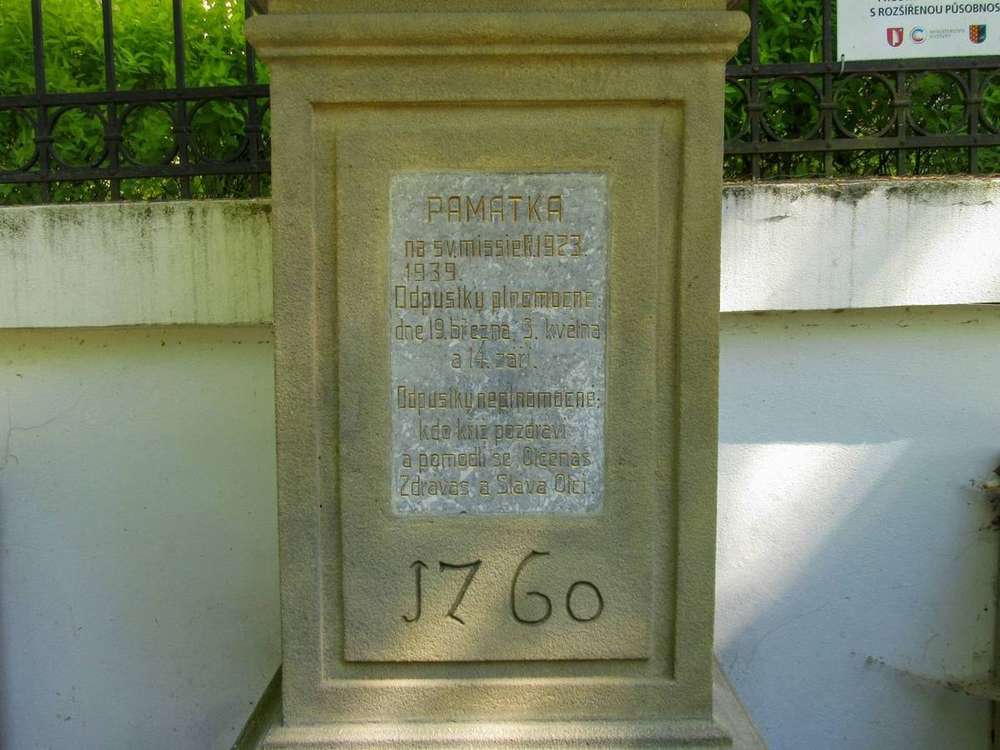 S ROZŠÍŘENOU PŮSOBNOS
PAMÁTKA
na sv.missie R.1923.
1939.
Odpustky plnomocné:
dne 19. března, 3. května
a 14. září.
Odpustky neplnomocné:
kdo kříž pozdraví
a pomodlí se Otčenáš
Zdrávas a Sláva Otci.
1760